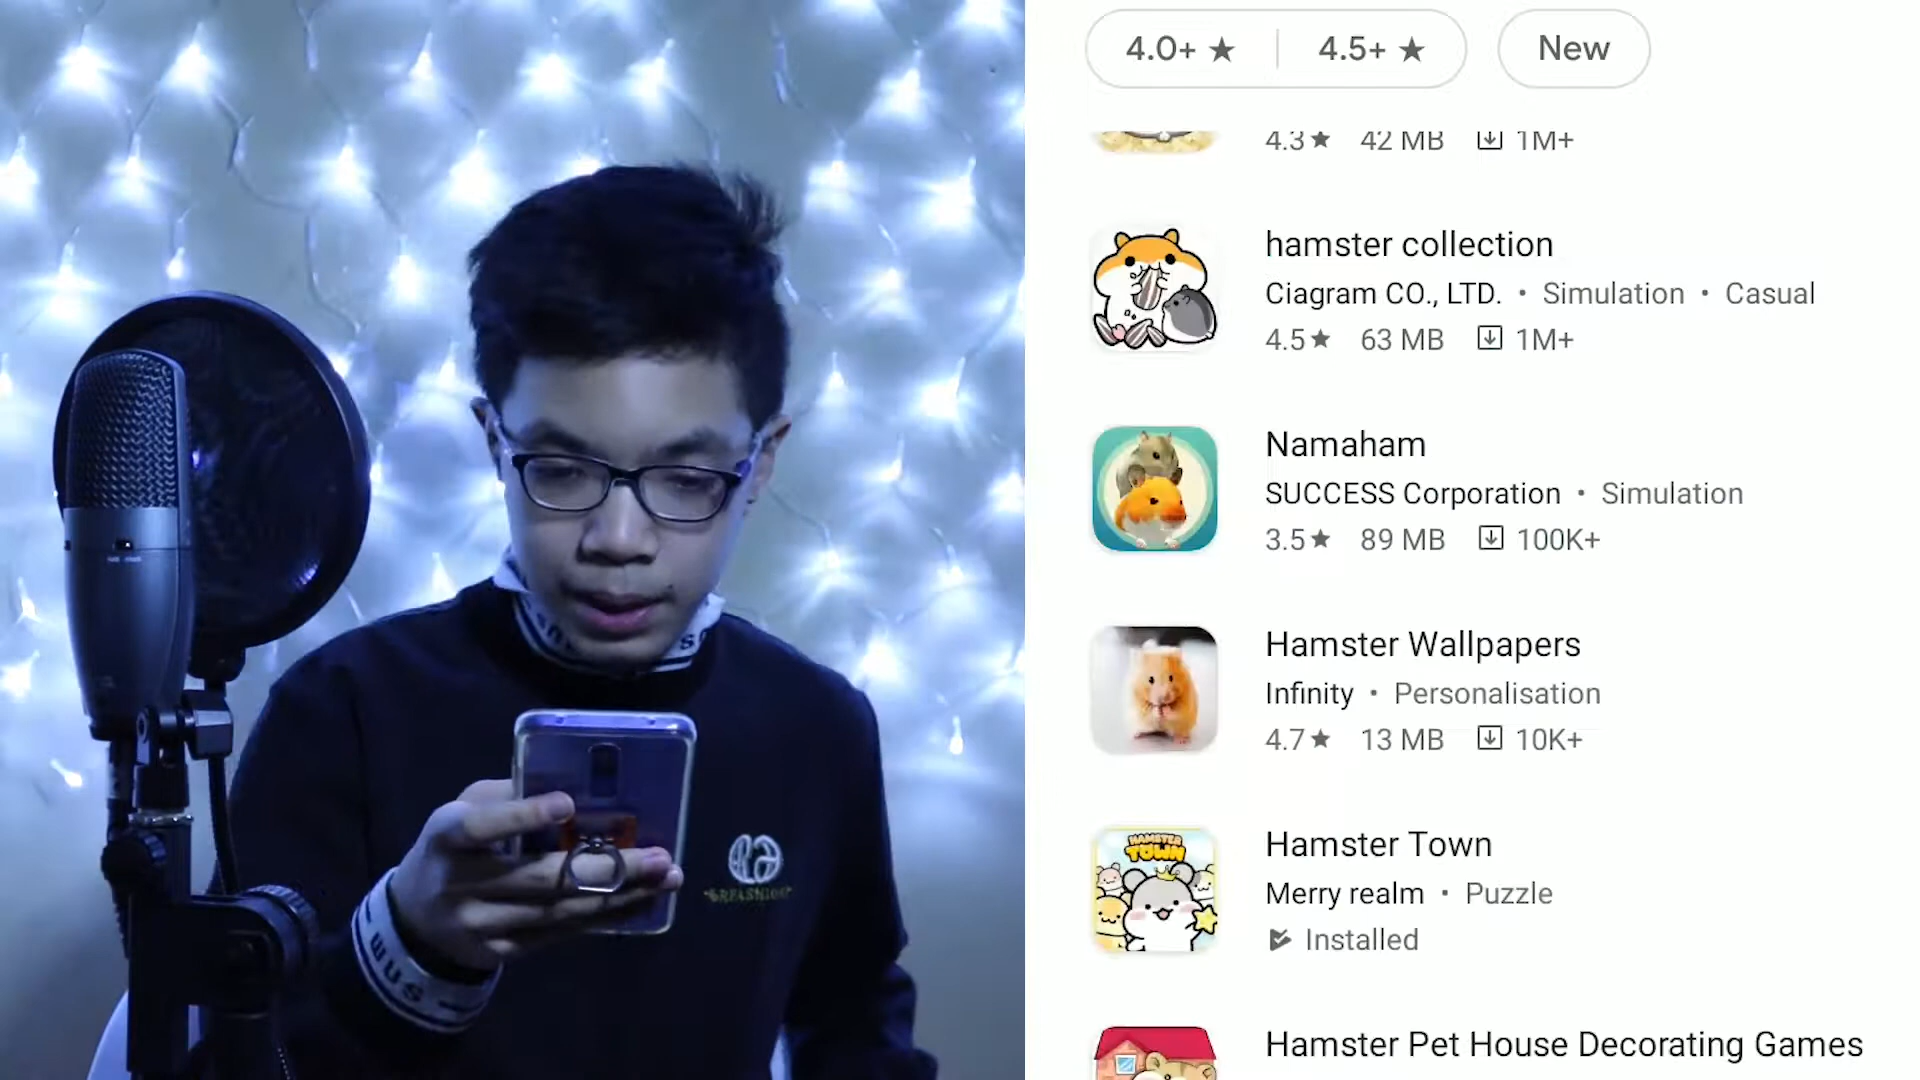 4.0+ ★ 4.5+ ★ New
4.3 ★ 42 MB 1M+
hamster collection
Ciagram CO., LTD. • Simulation • Casual
4.5 ★ 63 MB 1M+
Namaham
SUCCESS Corporation • Simulation
3.5 ★ 89 MB 100K+
Hamster Wallpapers
Infinity • Personalisation
4.7 ★ 13 MB 10K+
HAMSTER
TOWN
Hamster Town
Merry realm • Puzzle
Installed
Hamster Pet House Decorating Games